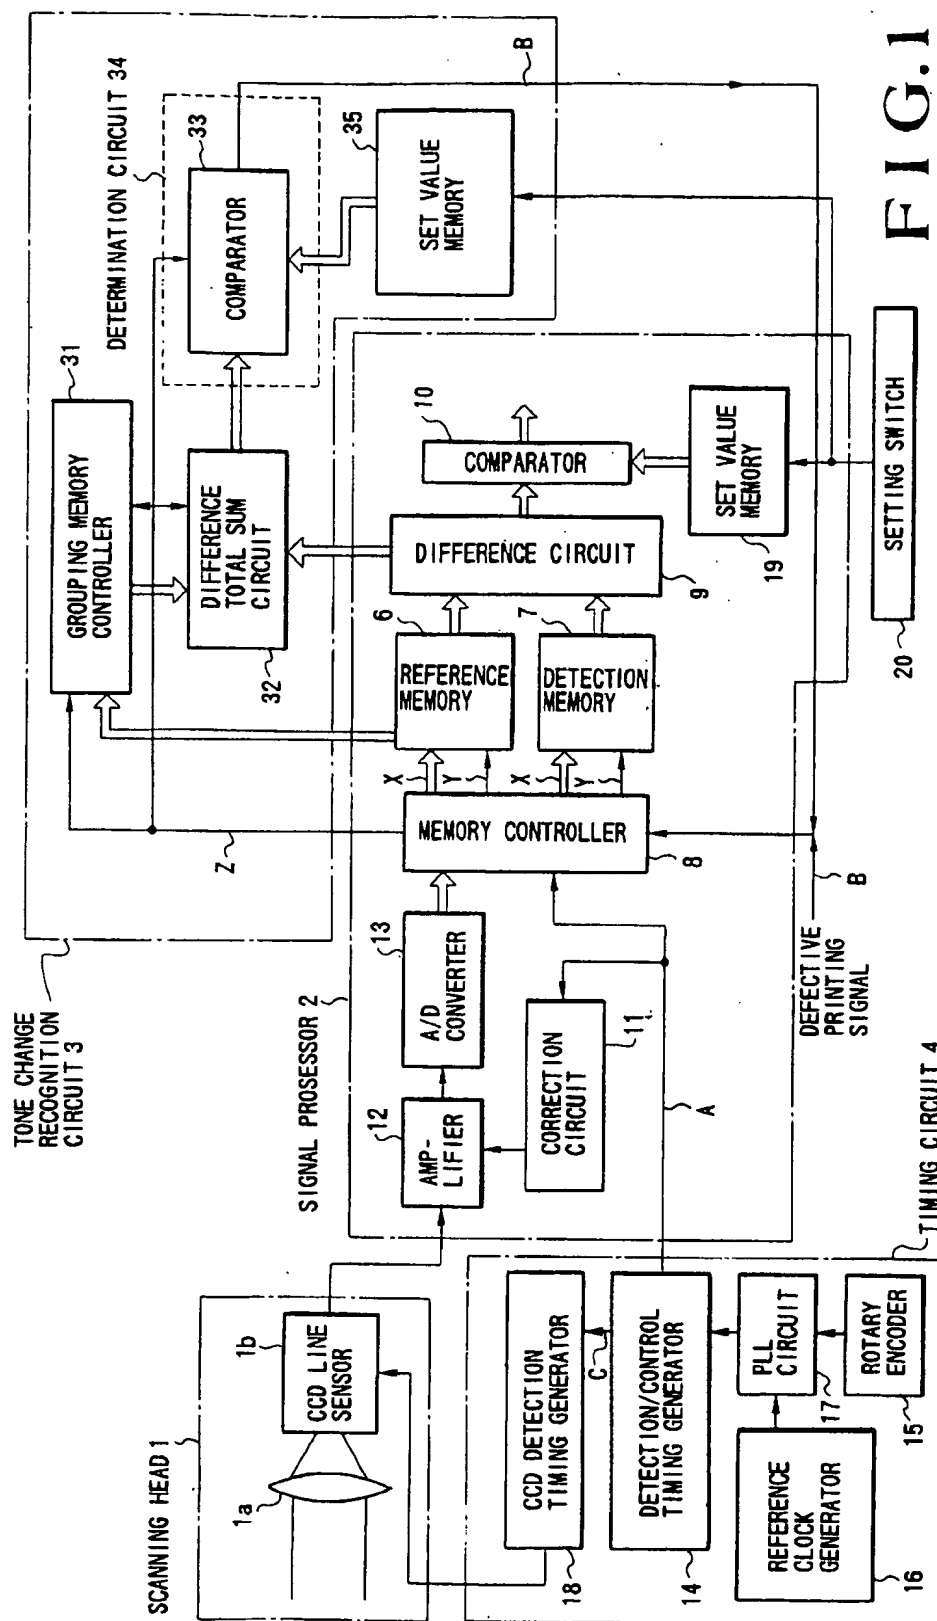 FIG.1
SCANNING HEAD 1
1a
1b
CCD LINE
SENSOR
TONE CHANGE
RECOGNITION
CIRCUIT 3
DETERMINATION CIRCUIT 34
31
GROUPING MEMORY
CONTROLLER
32
DIFFERENCE
TOTAL SUM
CIRCUIT
33
COMPARATOR
35
SET VALUE
MEMORY
B
Z
SIGNAL PROSESSOR 2
12
AMP-
LIFIER
13
A/D
CONVERTER
CORRECTION
CIRCUIT
11
MEMORY CONTROLLER
8
X
Y
X
Y
6
REFERENCE
MEMORY
7
DETECTION
MEMORY
DIFFERENCE CIRCUIT
9
10
COMPARATOR
SET VALUE
MEMORY
19
A
DEFECTIVE
PRINTING
SIGNAL
B
SETTING SWITCH
20
TIMING CIRCUIT 4
CCD DETECTION
TIMING GENERATOR
18
C
DETECTION/CONTROL
TIMING GENERATOR
14
PLL
CIRCUIT
17
ROTARY
ENCODER
15
REFERENCE
CLOCK
GENERATOR
16